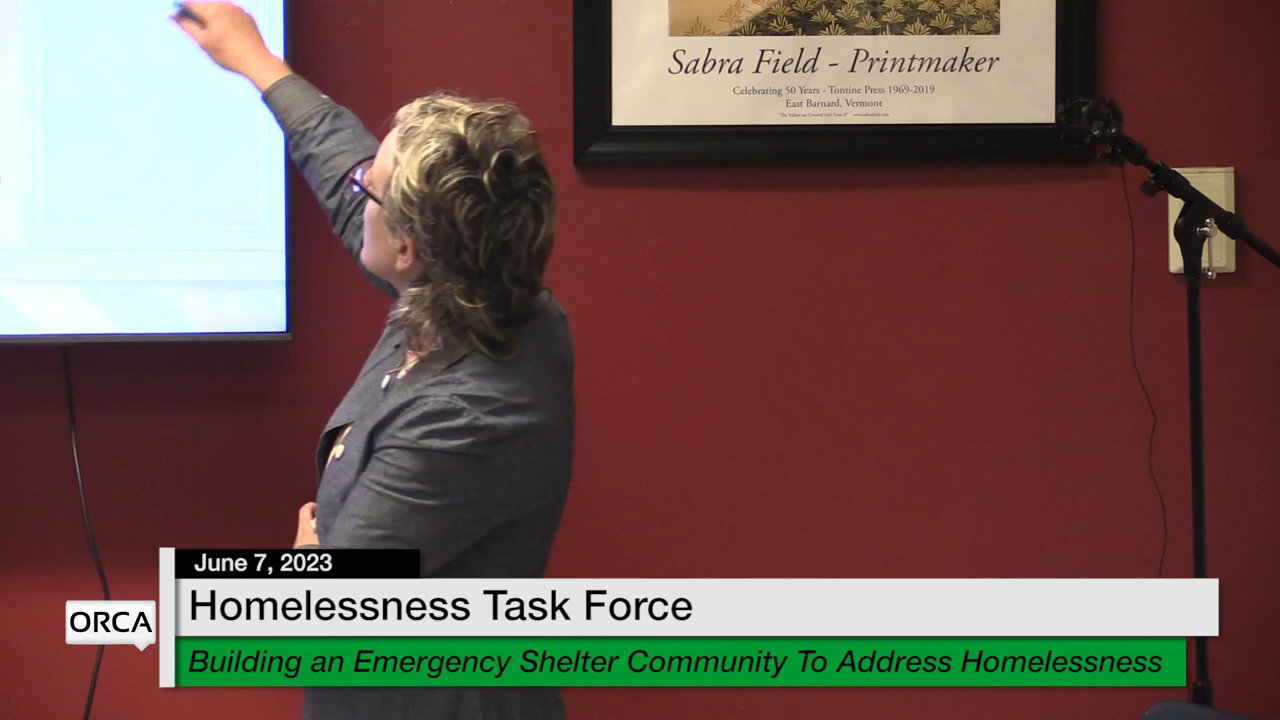 Sabra Field - Printmaker
Celebrating 50 Years - Tontine Press 1969-2019
East Barnard, Vermont
June 7, 2023
Homelessness Task Force
ORCA
Building an Emergency Shelter Community To Address Homelessness